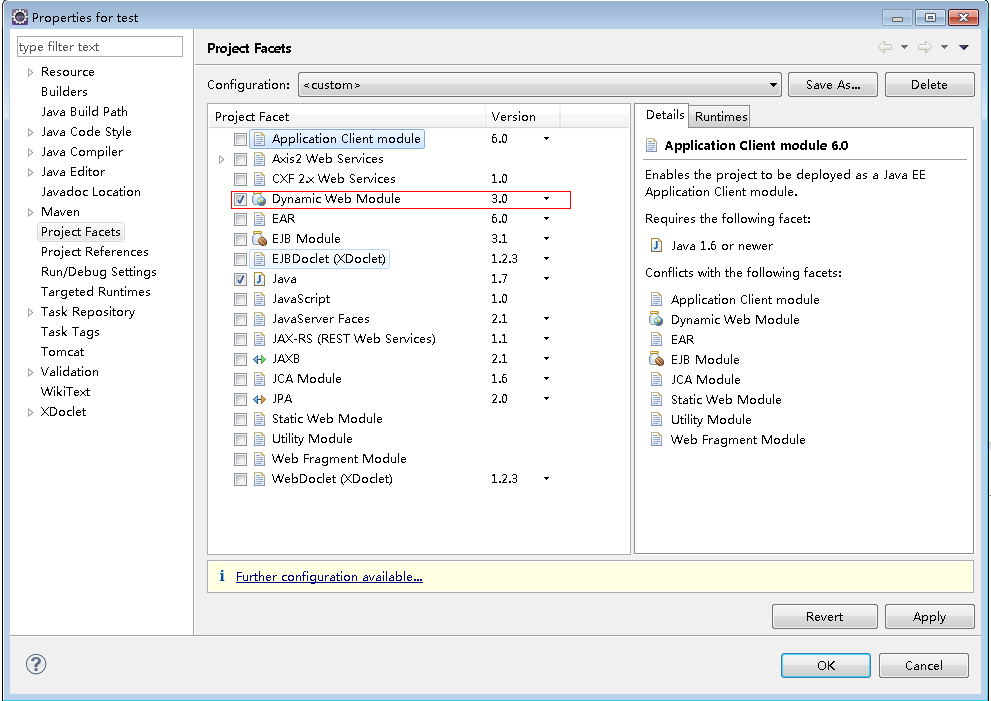 Properties for test
type filter text
Resource
Builders
Java Build Path
Java Code Style
Java Compiler
Java Editor
Javadoc Location
Maven
Project Facets
Project References
Run/Debug Settings
Targeted Runtimes
Task Repository
Task Tags
Tomcat
Validation
WikiText
XDoclet
Project Facets
Configuration: <custom> Save As... Delete
Project Facet Version
Application Client module 6.0
Axis2 Web Services
CXF 2.x Web Services 1.0
Dynamic Web Module 3.0
EAR 6.0
EJB Module 3.1
EJBDoclet (XDoclet) 1.2.3
Java 1.7
JavaScript 1.0
JavaServer Faces 2.1
JAX-RS (REST Web Services) 1.1
JAXB 2.1
JCA Module 1.6
JPA 2.0
Static Web Module
Utility Module
Web Fragment Module
WebDoclet (XDoclet) 1.2.3
Details Runtimes
Application Client module 6.0
Enables the project to be deployed as a Java EE
Application Client module.
Requires the following facet:
Java 1.6 or newer
Conflicts with the following facets:
Application Client module
Dynamic Web Module
EAR
EJB Module
JCA Module
Static Web Module
Utility Module
Web Fragment Module
i Further configuration available...
Revert Apply
? OK Cancel